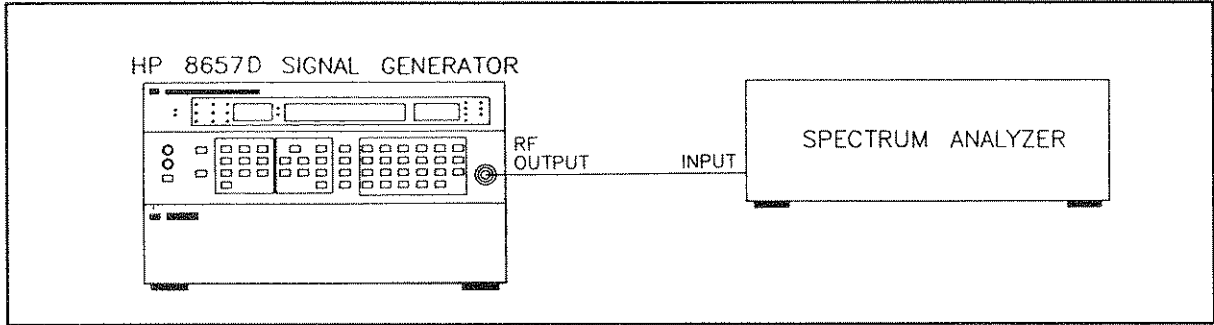 HP 8657D SIGNAL GENERATOR
RF
OUTPUT
INPUT
SPECTRUM ANALYZER